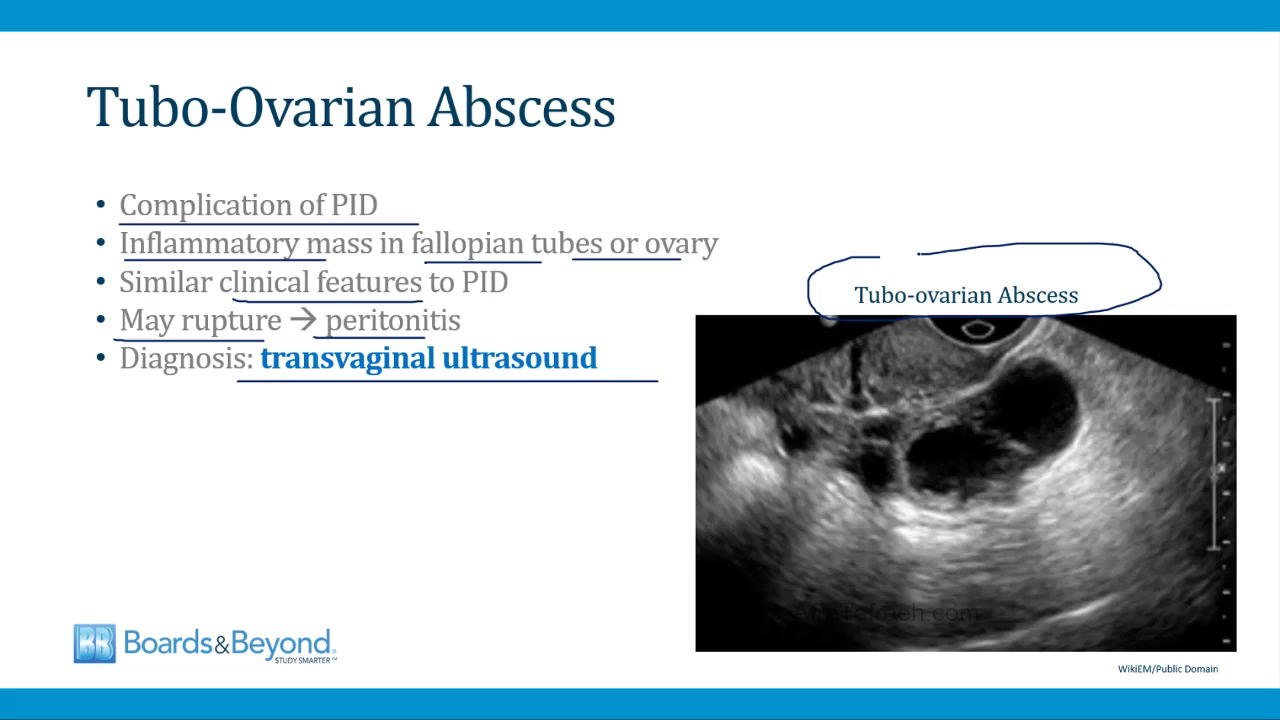 Tubo-Ovarian Abscess
• Complication of PID
• Inflammatory mass in fallopian tubes or ovary
• Similar clinical features to PID
• May rupture → peritonitis
• Diagnosis: transvaginal ultrasound
Tubo-ovarian Abscess
BB Boards&Beyond.
STUDY SMARTER™
WikiEM/Public Domain